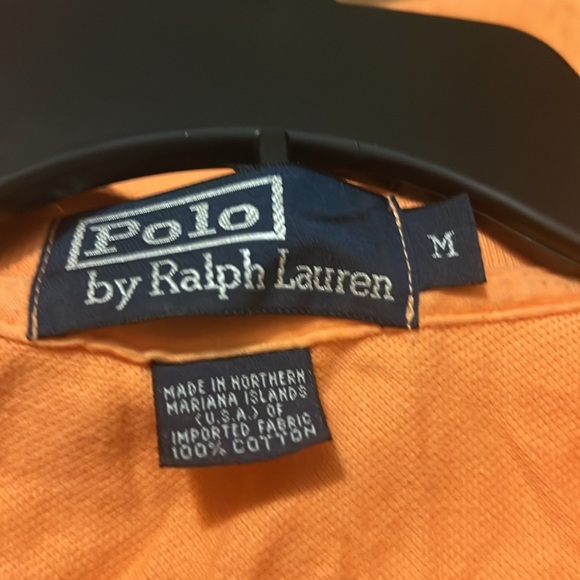 Polo
by Ralph Lauren
M
MADE IN NORTHERN
MARIANA ISLANDS
(U.S.A.) OF
IMPORTED FABRIC
100% COTTON